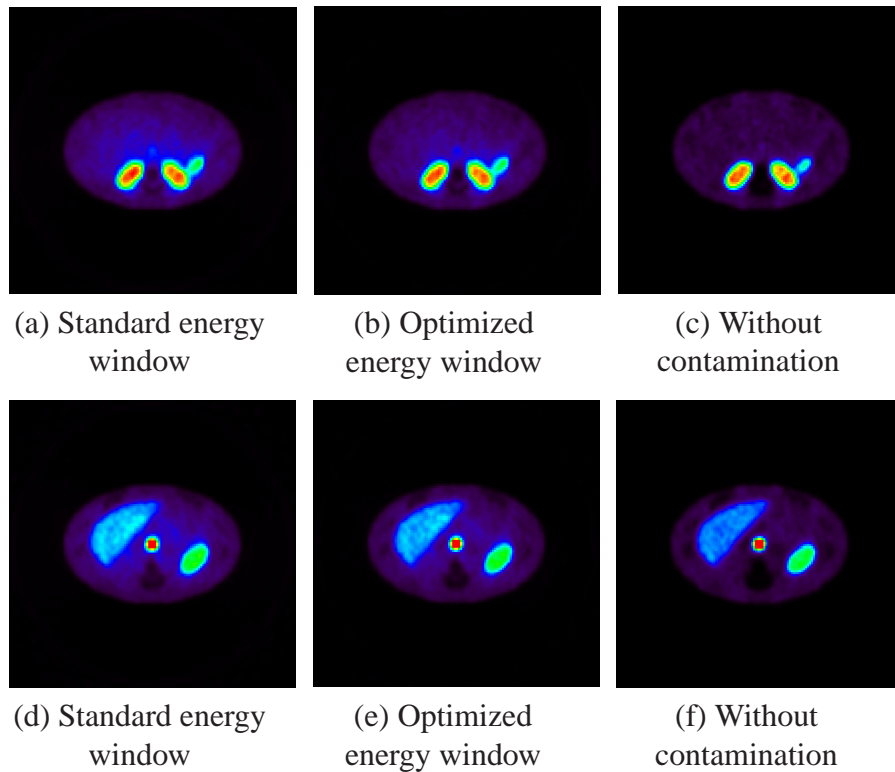 (a) Standard energy
window
(b) Optimized
energy window
(c) Without
contamination
(d) Standard energy
window
(e) Optimized
energy window
(f) Without
contamination